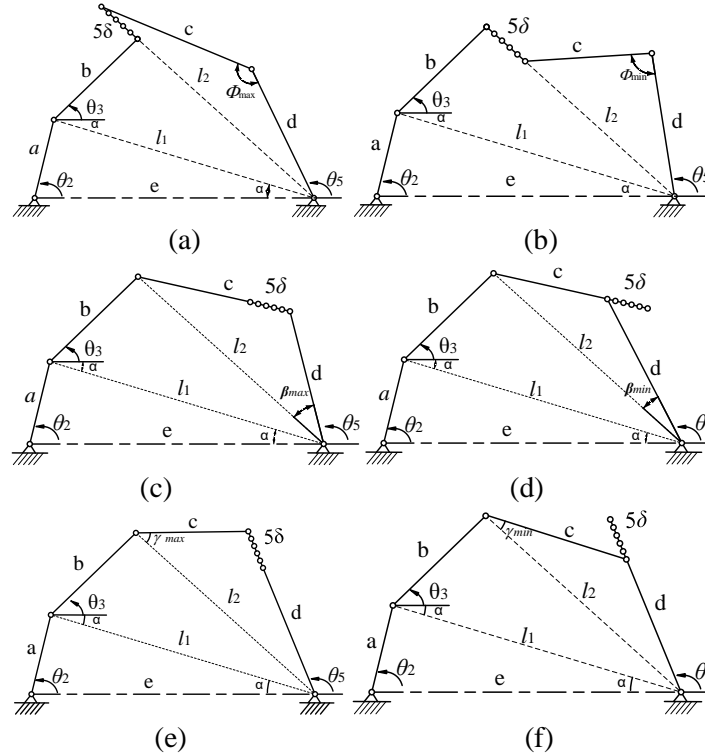 5δ
c
b
l2
Φmax
θ3
α
d
a
l1
θ2
e
α
θ5
(a)
5δ
c
b
Φmin
θ3
α
l2
d
a
l1
θ2
e
α
θ5
(b)
c
5δ
b
l2
θ3
α
d
a
l1
βmax
θ2
e
α
θ5
(c)
c
5δ
b
l2
θ3
α
d
a
l1
βmin
θ2
e
α
θ
(d)
c
5δ
γ max
b
l2
θ3
α
d
a
l1
θ2
e
α
θ5
(e)
5δ
c
γmin
b
l2
θ3
α
d
a
l1
θ2
e
α
θ
(f)